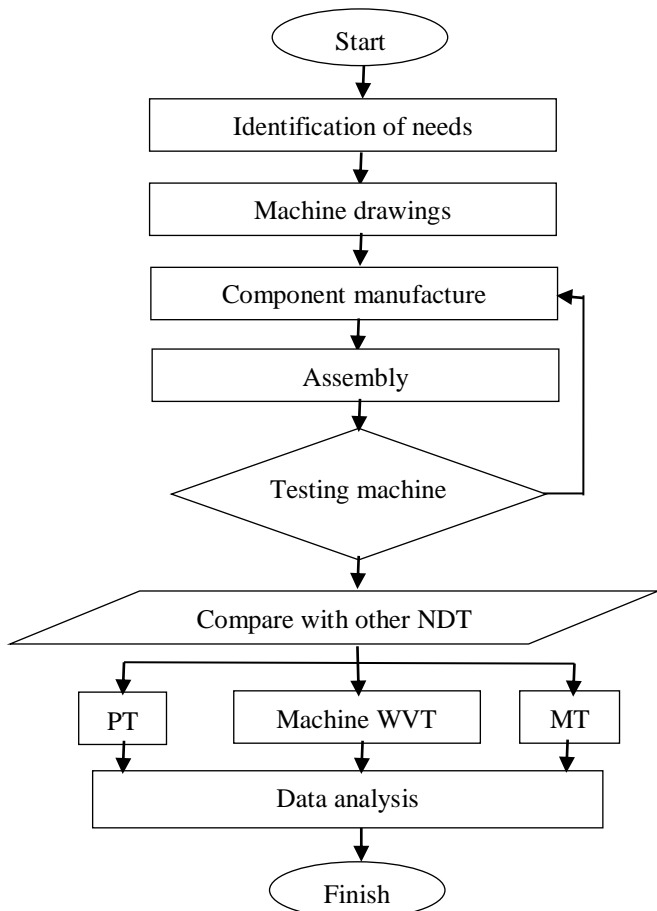 Start
Identification of needs
Machine drawings
Component manufacture
Assembly
Testing machine
Compare with other NDT
PT
Machine WVT
MT
Data analysis
Finish